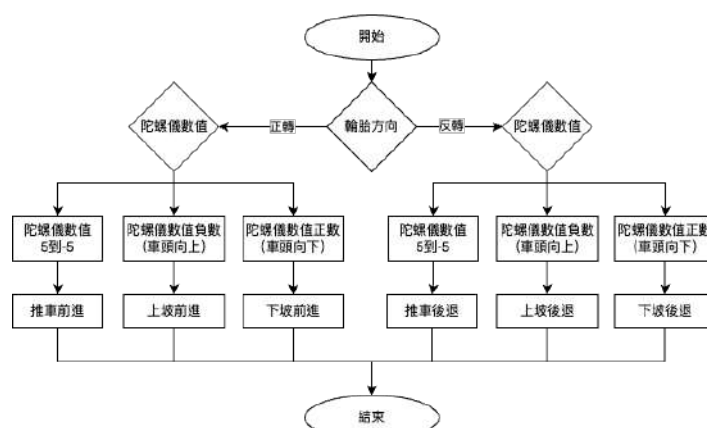 開始
陀螺儀數值
正轉
輪胎方向
反轉
陀螺儀數值
陀螺儀數值
5到-5
陀螺儀數值負數
(車頭向上)
陀螺儀數值正數
(車頭向下)
陀螺儀數值
5到-5
陀螺儀數值負數
(車頭向上)
陀螺儀數值正數
(車頭向下)
推車前進
上坡前進
下坡前進
推車後退
上坡後退
下坡後退
結束